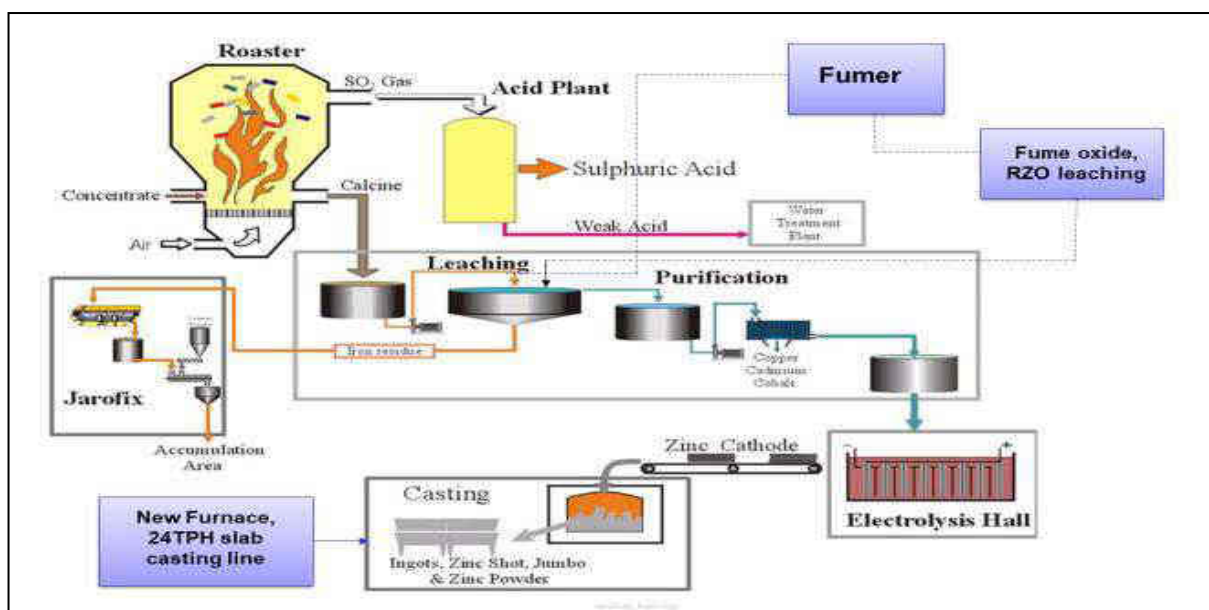 Roaster
SO2 Gas
Acid Plant
Fumer
Sulphuric Acid
Fume oxide,
RZO leaching
Concentrate
Calcine
Weak Acid
Water
Treatment
Plant
Air
Leaching
Purification
Iron residue
Copper
Cadmium
Cobalt
Jarofix
Accumulation
Area
Zinc Cathode
Casting
New Furnace,
24TPH slab
casting line
Electrolysis Hall
Ingots, Zinc Shot, Jumbo
& Zinc Powder